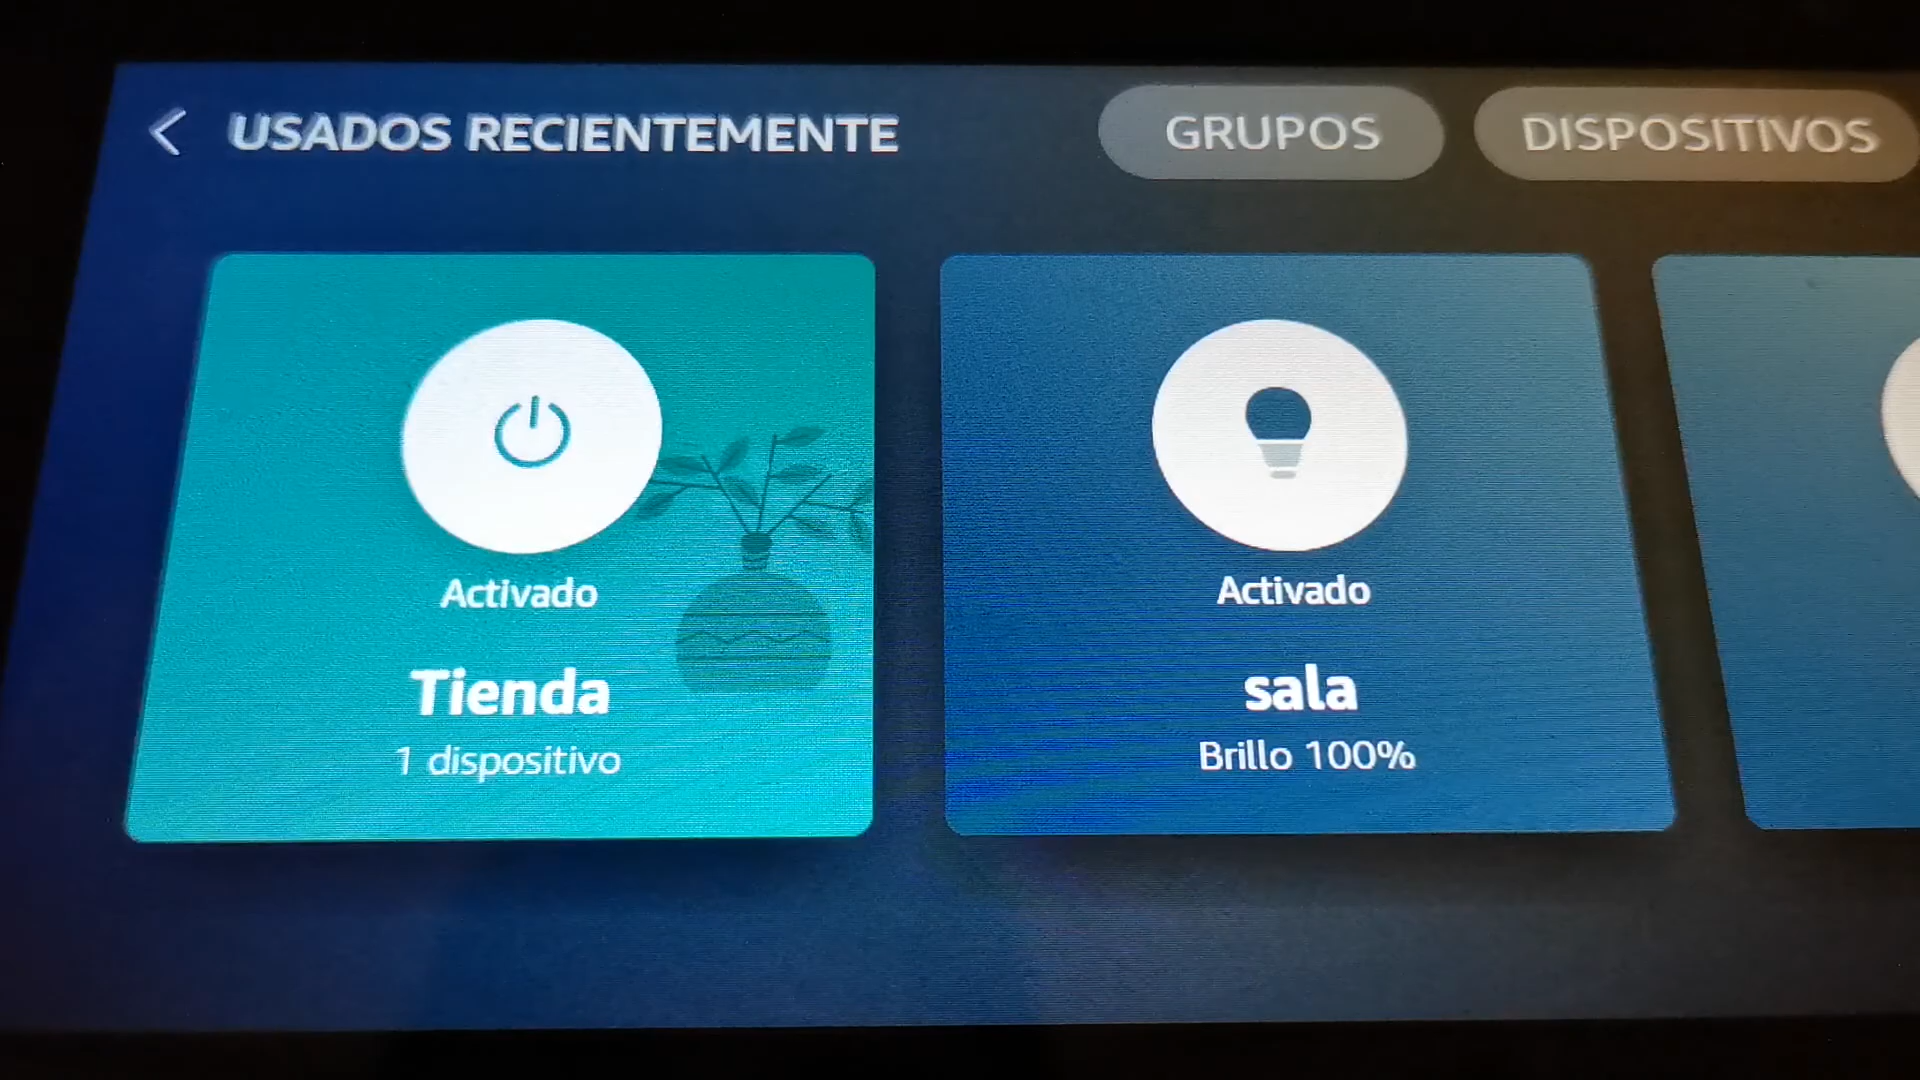 USADOS RECIENTEMENTE
GRUPOS
DISPOSITIVOS
Activado
Tienda
1 dispositivo
Activado
sala
Brillo 100%